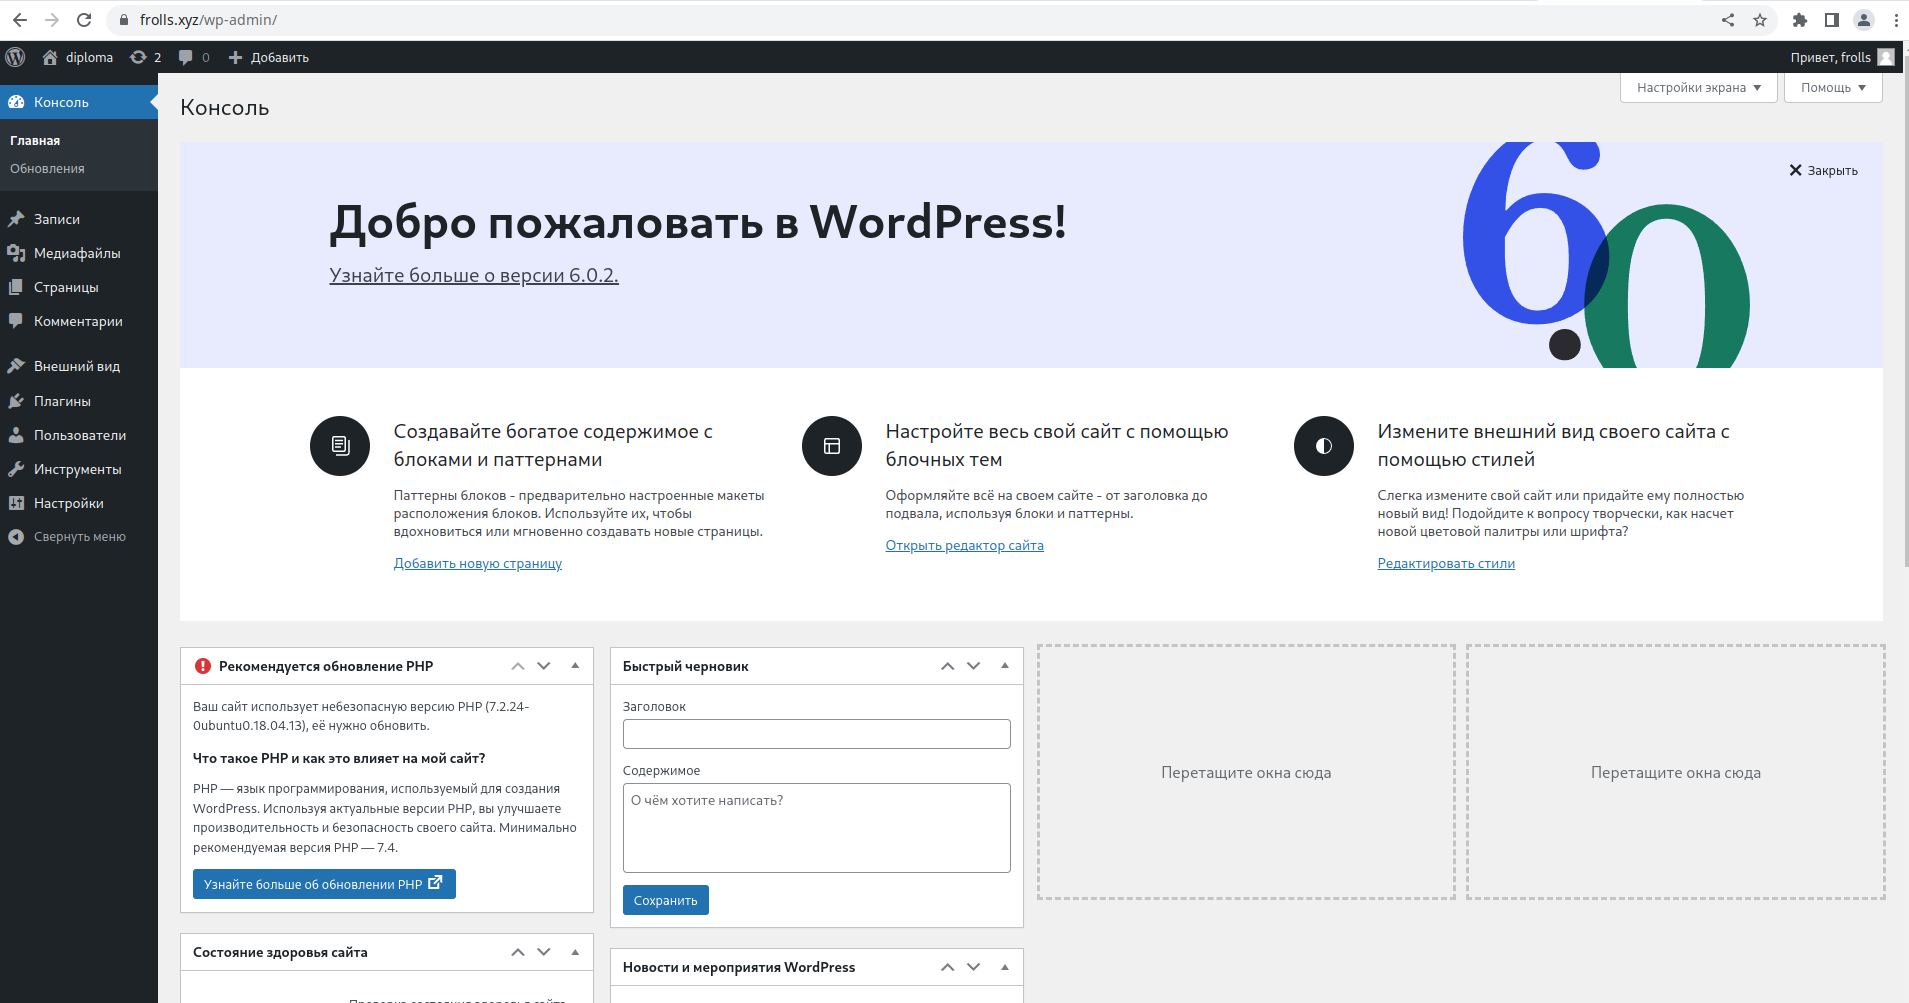 frolls.xyz/wp-admin/
diploma
2
0
Добавить
Привет, frolls
Консоль
Главная
Обновления
Записи
Медиафайлы
Страницы
Комментарии
Внешний вид
Плагины
Пользователи
Инструменты
Настройки
Свернуть меню
Настройки экрана
Помощь
Консоль
6.0
Закрыть
Добро пожаловать в WordPress!
Узнайте больше о версии 6.0.2.
Создавайте богатое содержимое с
блоками и паттернами
Паттерны блоков - предварительно настроенные макеты
расположения блоков. Используйте их, чтобы
вдохновиться или мгновенно создавать новые страницы.
Добавить новую страницу
Настройте весь свой сайт с помощью
блочных тем
Оформляйте всё на своем сайте - от заголовка до
подвала, используя блоки и паттерны.
Открыть редактор сайта
Измените внешний вид своего сайта с
помощью стилей
Слегка измените свой сайт или придайте ему полностью
новый вид! Подойдите к вопросу творчески, как насчет
новой цветовой палитры или шрифта?
Редактировать стили
Рекомендуется обновление PHP
Ваш сайт использует небезопасную версию PHP (7.2.24-
0ubuntu0.18.04.13), её нужно обновить.
Что такое PHP и как это влияет на мой сайт?
PHP — язык программирования, используемый для создания
WordPress. Используя актуальные версии PHP, вы улучшаете
производительность и безопасность своего сайта. Минимально
рекомендуемая версия PHP — 7.4.
Узнайте больше об обновлении PHP
Состояние здоровья сайта
Проверка состояния здоровья сайта
Быстрый черновик
Заголовок
Содержимое
О чём хотите написать?
Сохранить
Новости и мероприятия WordPress
Перетащите окна сюда
Перетащите окна сюда